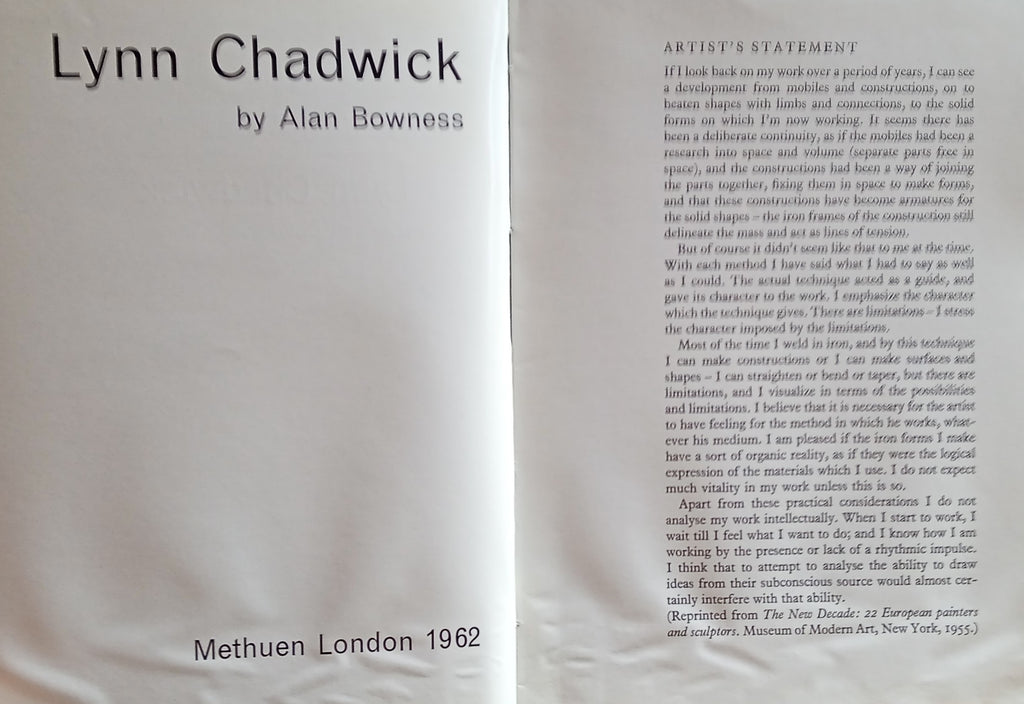 Lynn Chadwick
by Alan Bowness
Methuen London 1962
ARTIST'S STATEMENT
If I look back on my work over a period of years, I can see
a development from mobiles and constructions, on to
beaten shapes with limbs and connections, to the solid
forms on which I'm now working. It seems there has
been a deliberate continuity, as if the mobiles had been a
research into space and volume (separate parts free in
space), and the constructions had been a way of joining
the parts together, fixing them in space to make forms,
and that these constructions have become armatures for
the solid shapes – the iron frames of the construction still
delineate the mass and act as lines of tension.
But of course it didn't seem like that to me at the time.
With each method I have said what I had to say as well
as I could. The actual technique acted as a guide, and
gave its character to the work. I emphasize the character
which the technique gives. There are limitations – I stress
the character imposed by the limitations.
Most of the time I weld in iron, and by this technique
I can make constructions or I can make surfaces and
shapes – I can straighten or bend or taper, but there are
limitations, and I visualize in terms of the possibilities
and limitations. I believe that it is necessary for the artist
to have feeling for the method in which he works, what-
ever his medium. I am pleased if the iron forms I make
have a sort of organic reality, as if they were the logical
expression of the materials which I use. I do not expect
much vitality in my work unless this is so.
Apart from these practical considerations I do not
analyse my work intellectually. When I start to work, I
wait till I feel what I want to do; and I know how I am
working by the presence or lack of a rhythmic impulse.
I think that to attempt to analyse the ability to draw
ideas from their subconscious source would almost cer-
tainly interfere with that ability.
(Reprinted from The New Decade: 22 European painters
and sculptors. Museum of Modern Art, New York, 1955.)